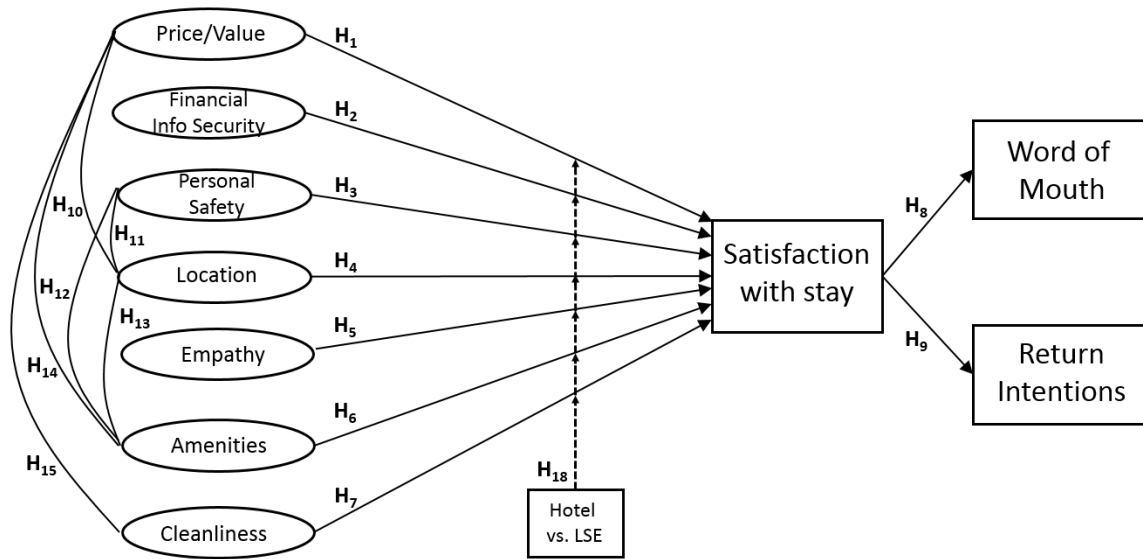 Price/Value
H1
Financial
Info Security
H2
Personal
Safety
H3
H10
H11
Location
H4
H12
H13
Empathy
H5
H14
Amenities
H6
H15
Cleanliness
H7
H18
Hotel
vs. LSE
Satisfaction
with stay
H8
Word of
Mouth
H9
Return
Intentions